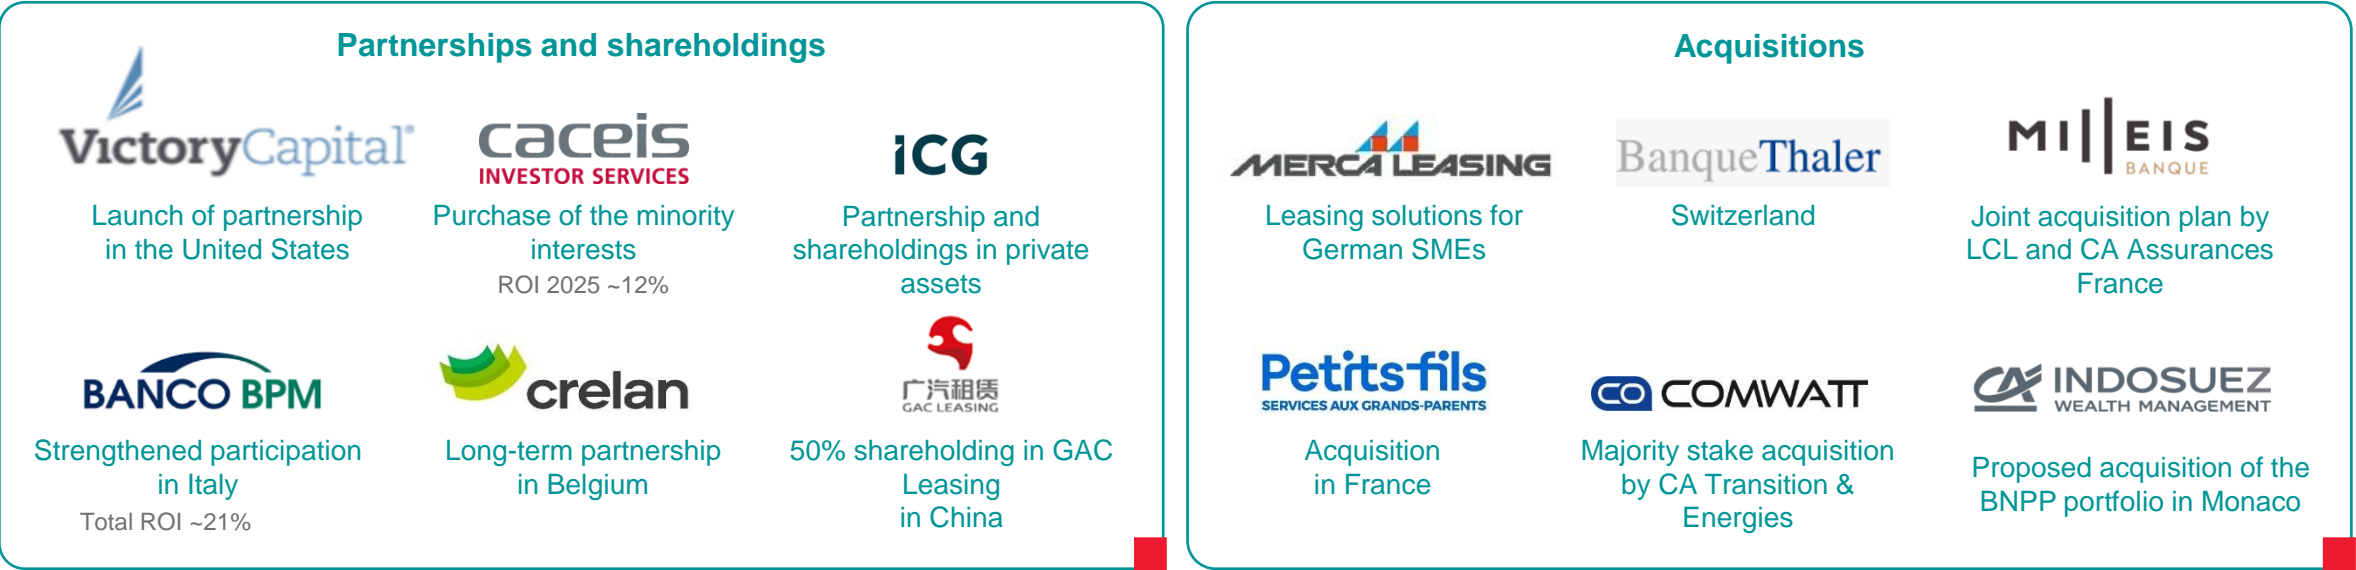 Partnerships and shareholdings
VictoryCapital®
Launch of partnership
in the United States
caceis
INVESTOR SERVICES
Purchase of the minority
interests
ROI 2025 ~12%
ICG
Partnership and
shareholdings in private
assets
BANCO BPM
Strengthened participation
in Italy
Total ROI ~21%
crelan
Long-term partnership
in Belgium
广汽租赁
GAC LEASING
50% shareholding in GAC
Leasing
in China
Acquisitions
MERCA LEASING
Leasing solutions for
German SMEs
BanqueThaler
Switzerland
MILLEIS
BANQUE
Joint acquisition plan by
LCL and CA Assurances
France
Petits-fils
SERVICES AUX GRANDS-PARENTS
Acquisition
in France
CO COMWATT
Majority stake acquisition
by CA Transition &
Energies
CA INDOSUEZ
WEALTH MANAGEMENT
Proposed acquisition of the
BNPP portfolio in Monaco